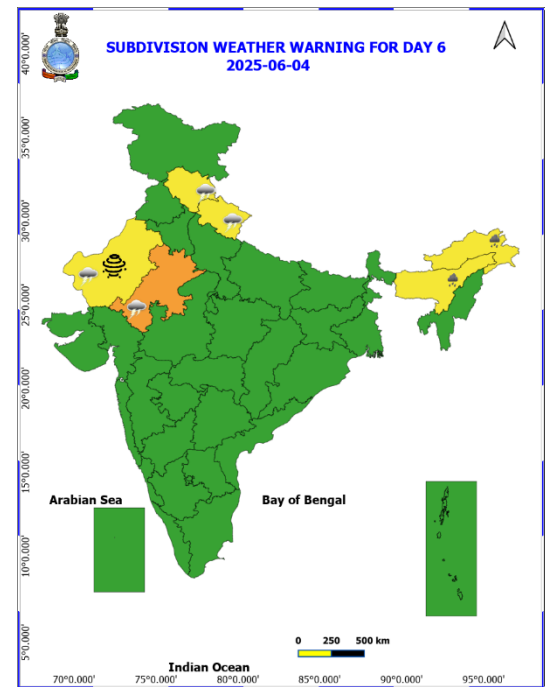 SUBDIVISION WEATHER WARNING FOR DAY 6
2025-06-04
40°0.000'
35°0.000'
30°0.000'
25°0.000'
20°0.000'
15°0.000'
10°0.000'
5°0.000'
Arabian Sea
Bay of Bengal
0 250 500 km
Indian Ocean
70°0.000' 75°0.000' 80°0.000' 85°0.000' 90°0.000' 95°0.000'